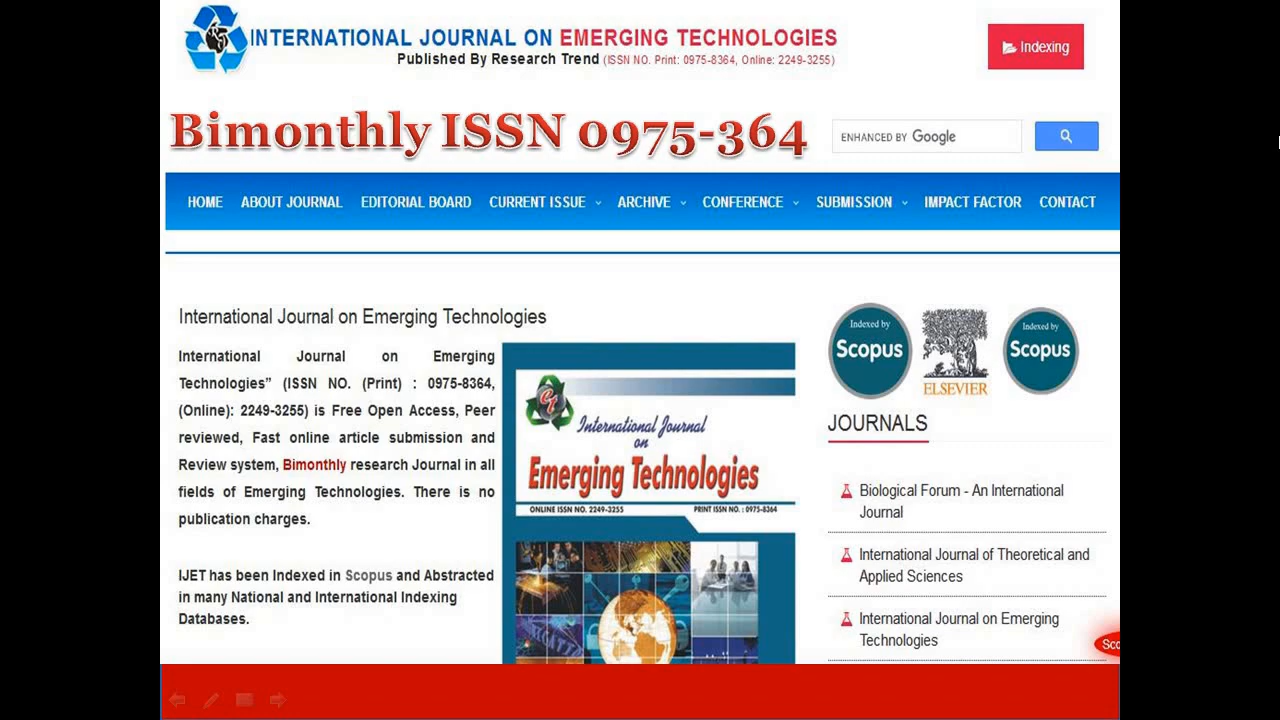 INTERNATIONAL JOURNAL ON EMERGING TECHNOLOGIES
Published By Research Trend (ISSN NO. Print: 0975-8364, Online: 2249-3255)
Indexing
Bimonthly ISSN 0975-364
ENHANCED BY Google
HOME ABOUT JOURNAL EDITORIAL BOARD CURRENT ISSUE ARCHIVE CONFERENCE SUBMISSION IMPACT FACTOR CONTACT
International Journal on Emerging Technologies
International Journal on Emerging
Technologies” (ISSN NO. (Print) : 0975-8364,
(Online): 2249-3255) is Free Open Access, Peer
reviewed, Fast online article submission and
Review system, Bimonthly research Journal in all
fields of Emerging Technologies. There is no
publication charges.
IJET has been Indexed in Scopus and Abstracted
in many National and International Indexing
Databases.
International Journal
on
Emerging Technologies
ONLINE ISSN NO. 2249-3255 PRINT ISSN NO. : 0975-8364
Indexed by
Scopus
ELSEVIER
Indexed by
Scopus
JOURNALS
Biological Forum - An International
Journal
International Journal of Theoretical and
Applied Sciences
International Journal on Emerging
Technologies
Sco